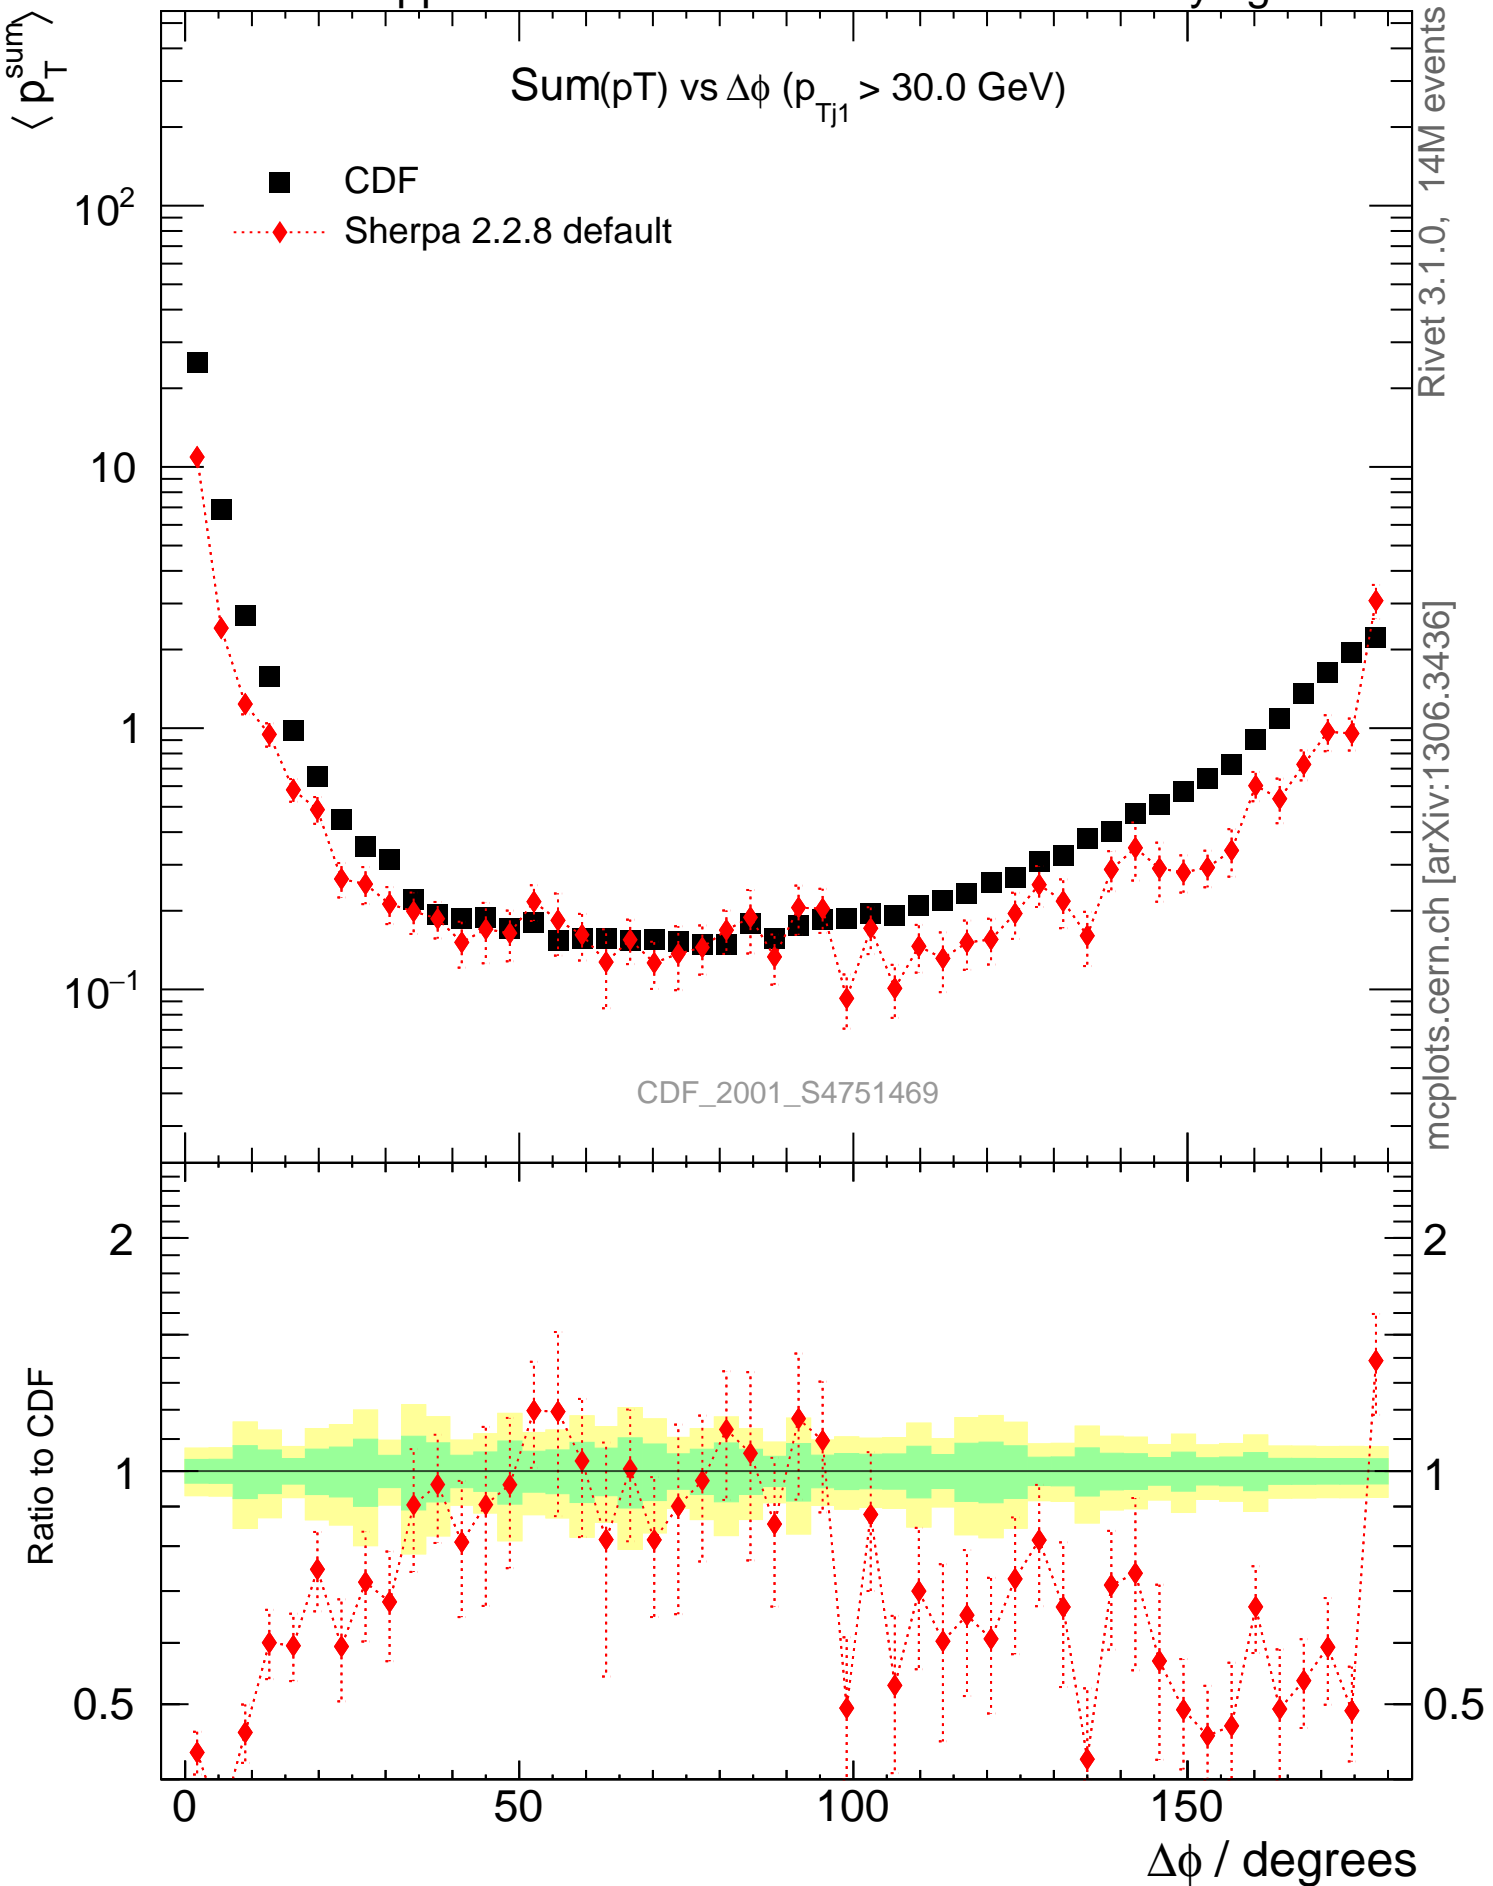 ⟨ p_T^sum ⟩
Sum(pT) vs Δϕ (p_Tj1 > 30.0 GeV)
CDF
Sherpa 2.2.8 default
10²
10
1
10⁻¹
CDF_2001_S4751469
Rivet 3.1.0, 14M events
mcplots.cern.ch [arXiv:1306.3436]
Ratio to CDF
2
1
0.5
2
1
0.5
0 50 100 150
Δϕ / degrees